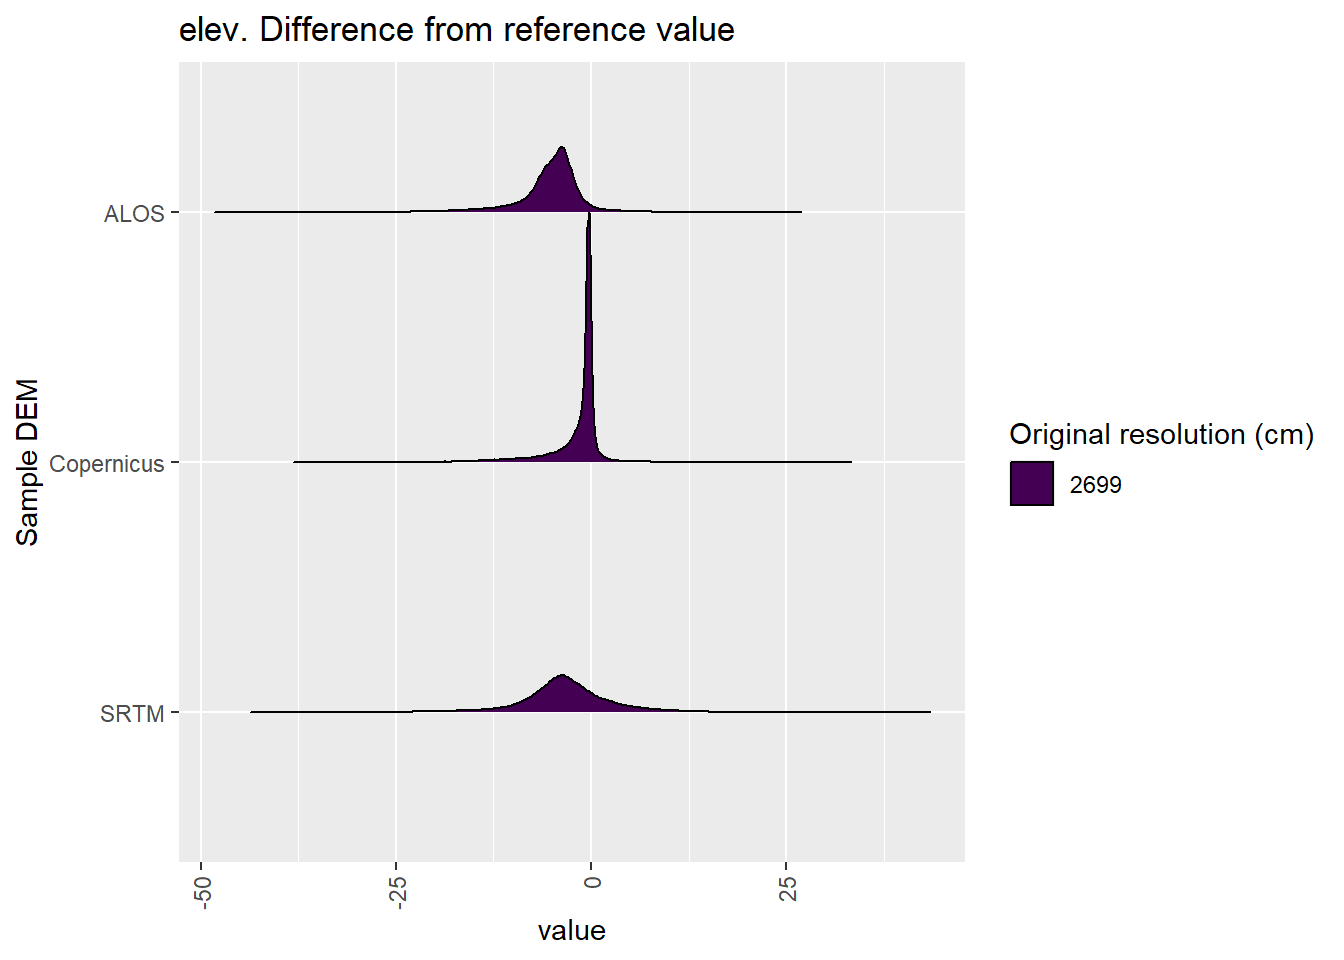 elev. Difference from reference value
ALOS
Copernicus
SRTM
Sample DEM
-50
-25
0
25
value
Original resolution (cm)
2699